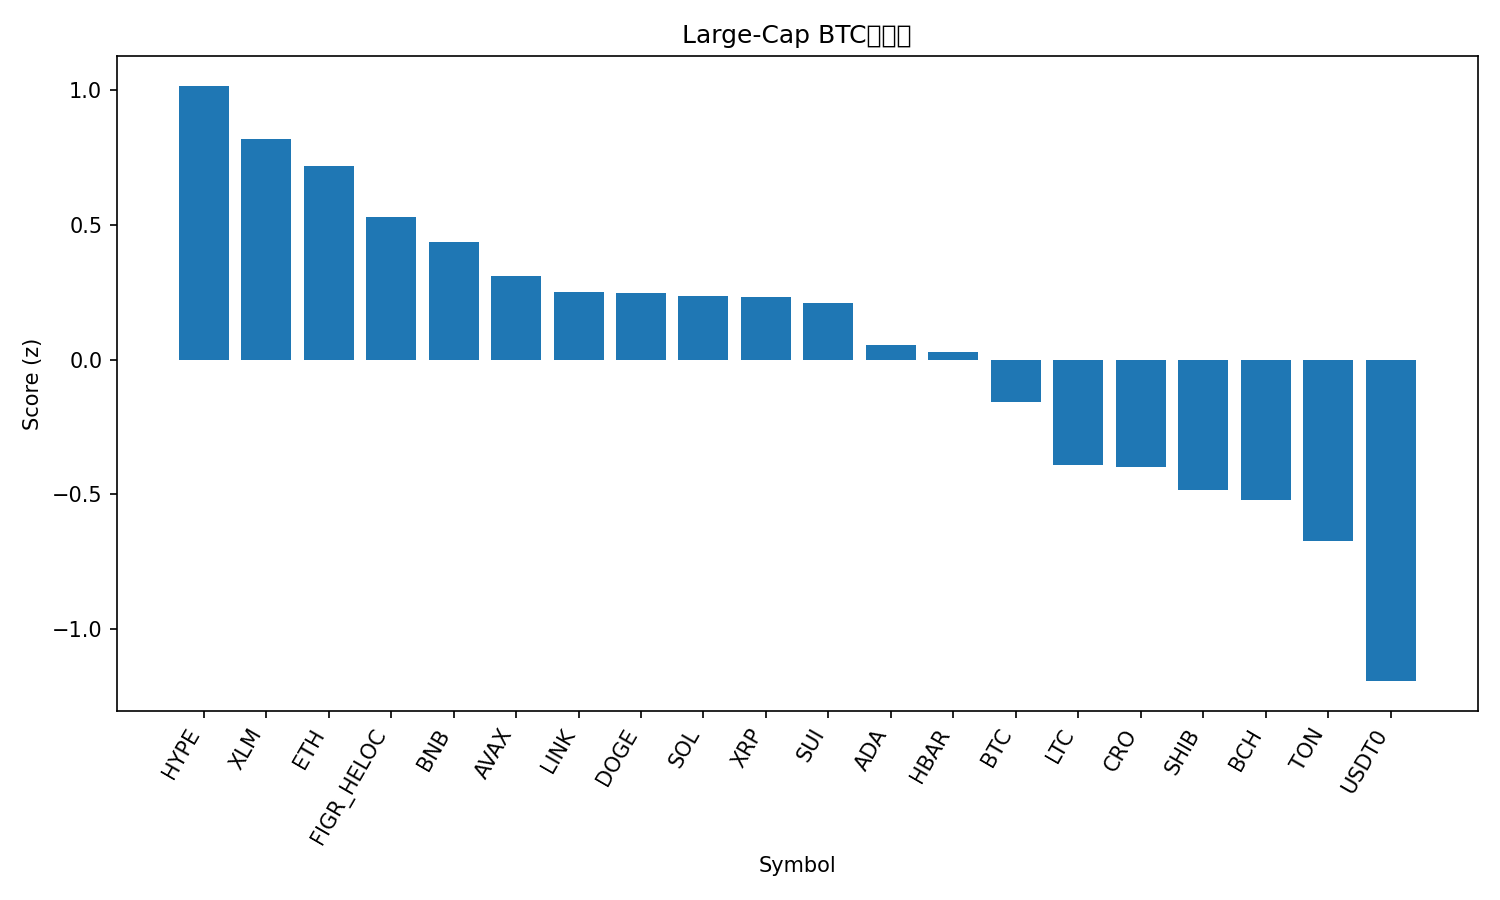 Large-Cap BTC
1.0
0.5
0.0
−0.5
−1.0
Score (z)
HYPE
XLM
ETH
FIGR_HELOC
BNB
AVAX
LINK
DOGE
SOL
XRP
SUI
ADA
HBAR
BTC
LTC
CRO
SHIB
BCH
TON
USDT0
Symbol